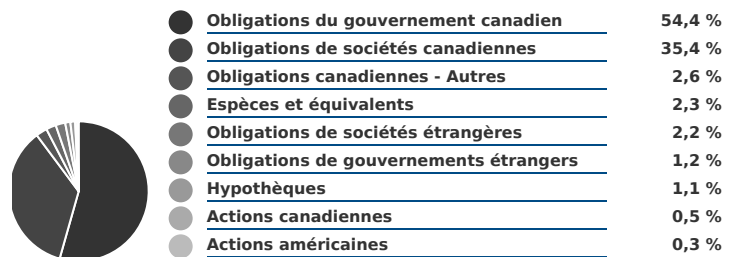 Obligations du gouvernement canadien 54,4 %
Obligations de sociétés canadiennes 35,4 %
Obligations canadiennes - Autres 2,6 %
Espèces et équivalents 2,3 %
Obligations de sociétés étrangères 2,2 %
Obligations de gouvernements étrangers 1,2 %
Hypothèques 1,1 %
Actions canadiennes 0,5 %
Actions américaines 0,3 %